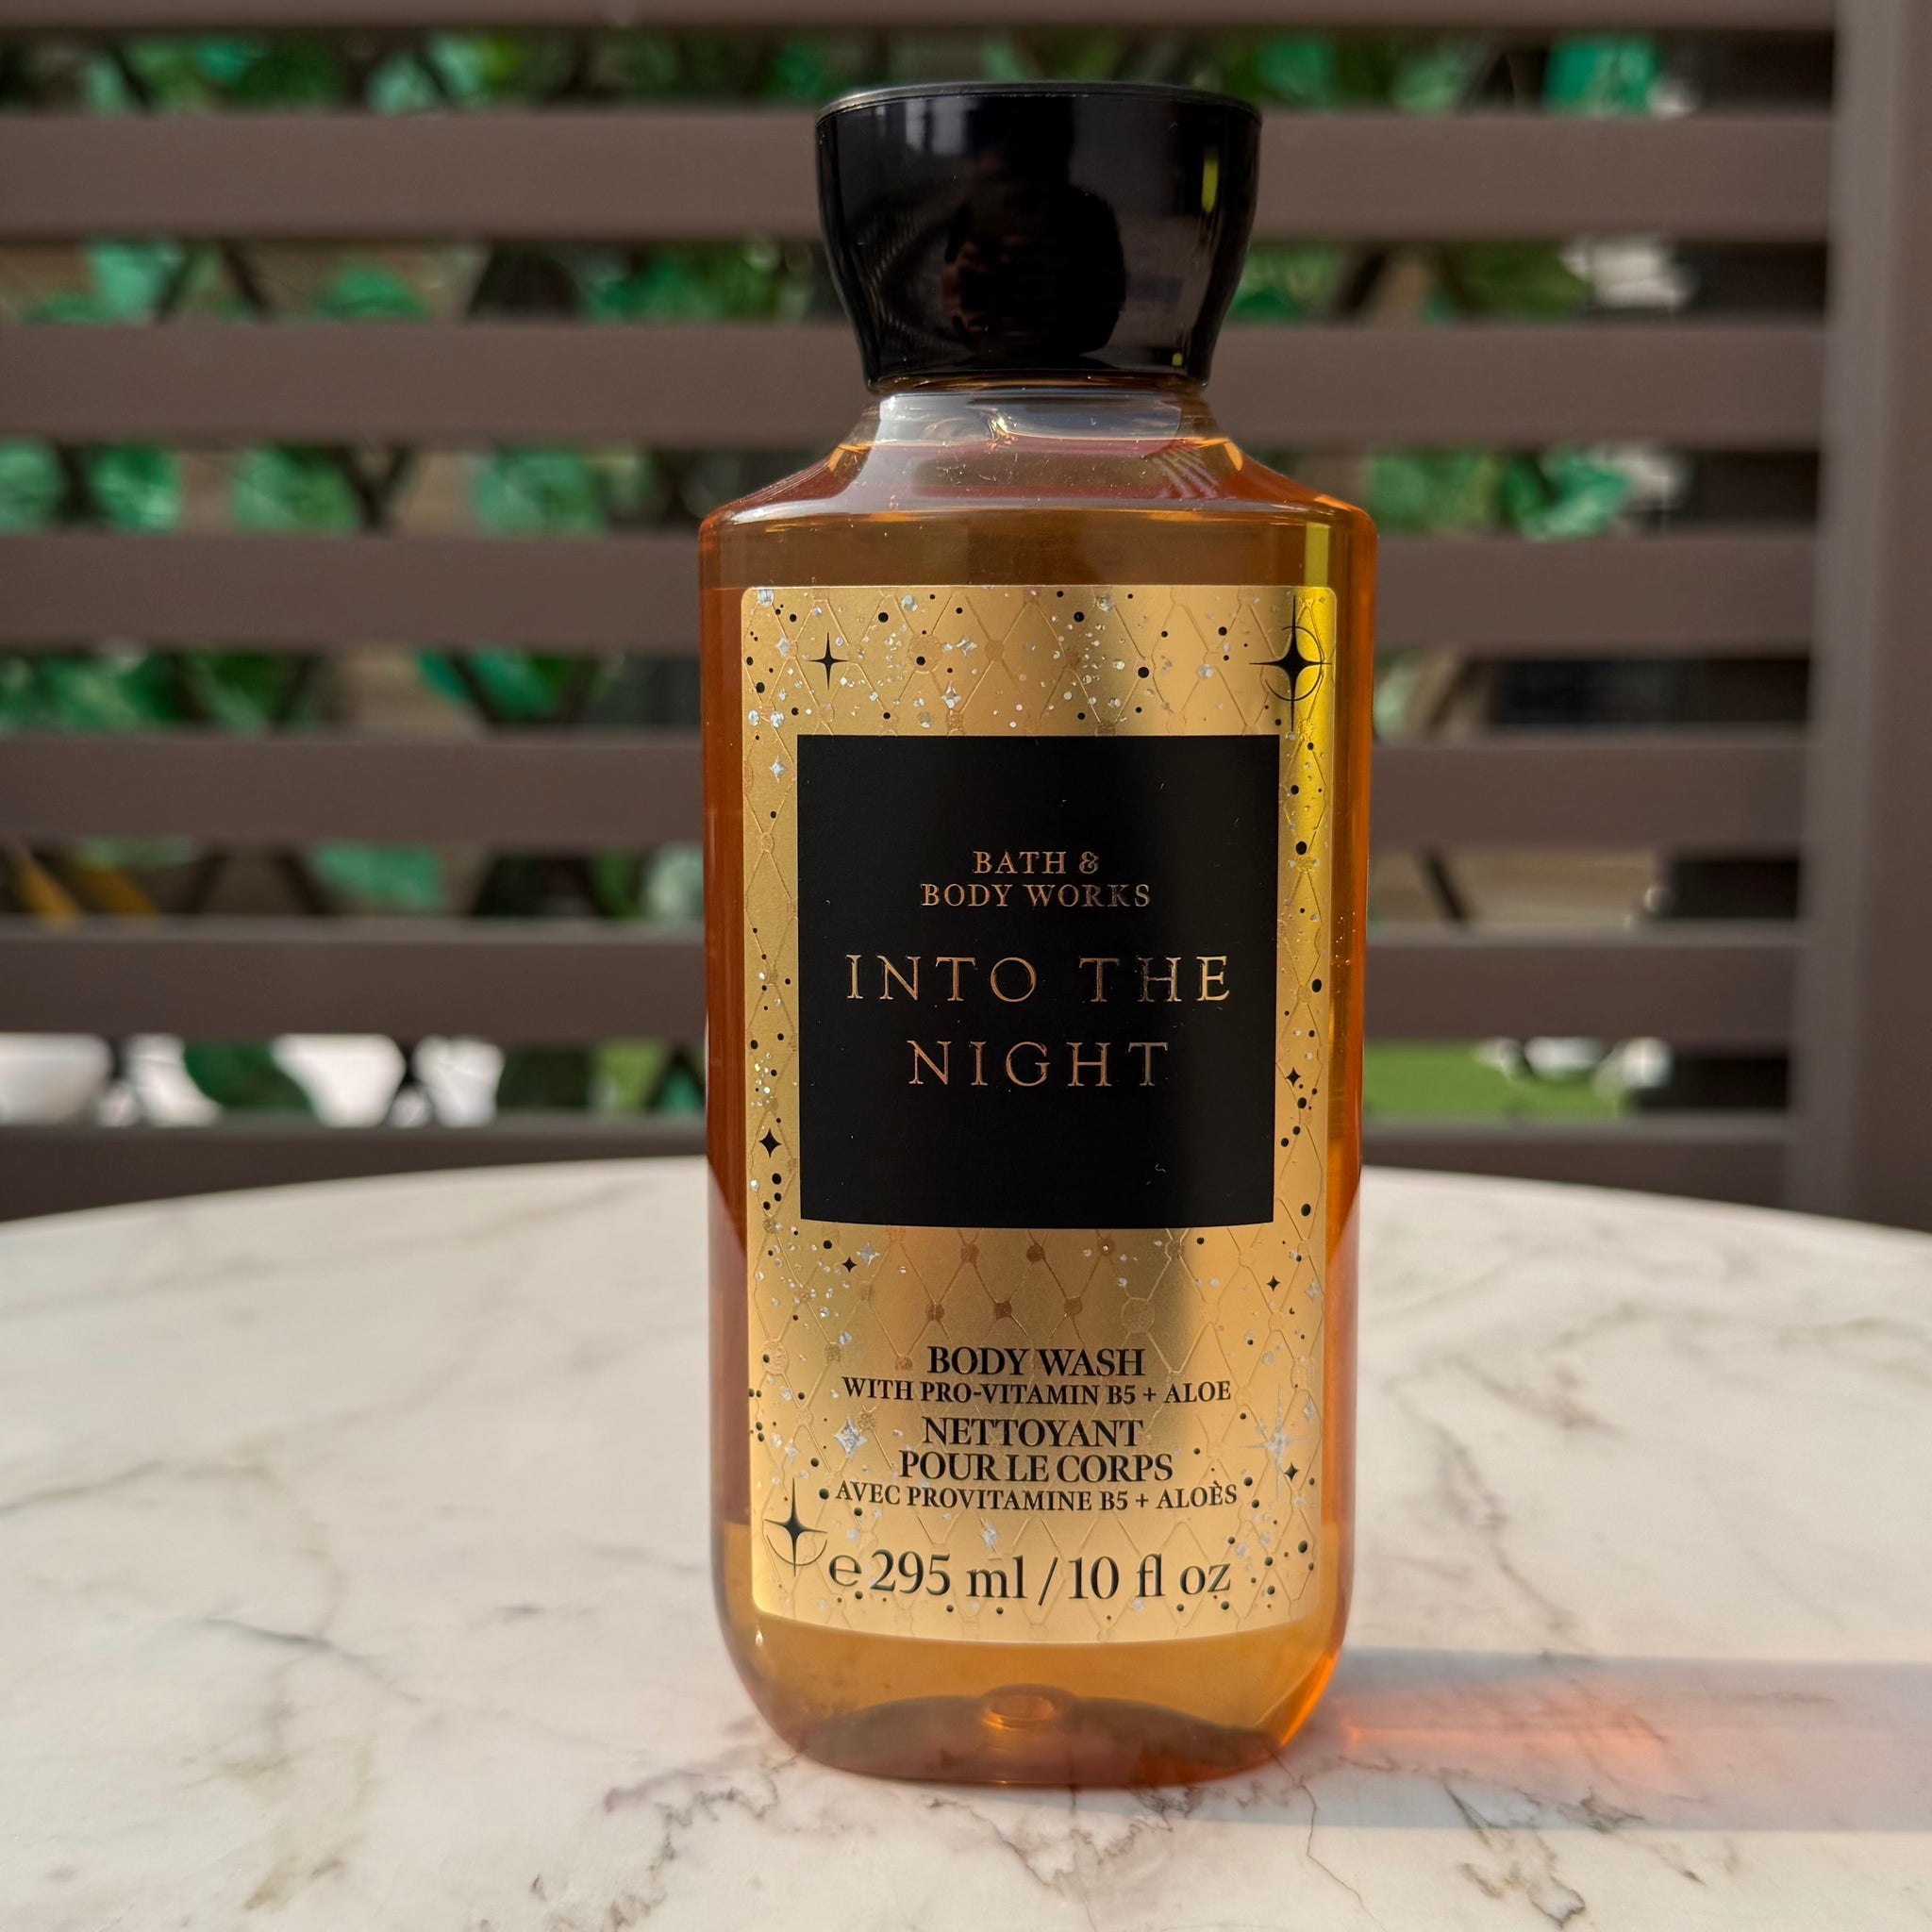 BATH &
BODY WORKS
INTO THE
NIGHT
BODY WASH
WITH PRO-VITAMIN B5 + ALOE
NETTOYANT
POUR LE CORPS
AVEC PROVITAMINE B5 + ALOÈS
℮ 295 ml / 10 fl oz